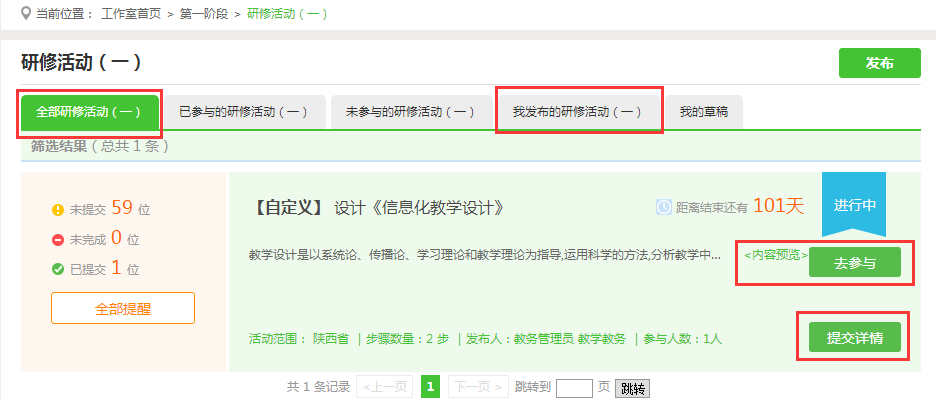 当前位置： 工作室首页 > 第一阶段 > 研修活动（一）
研修活动（一）
发布
全部研修活动（一） 已参与的研修活动（一） 未参与的研修活动（一） 我发布的研修活动（一） 我的草稿
筛选结果（总共 1 条）
未提交 59 位
未完成 0 位
已提交 1 位
全部提醒
【自定义】 设计《信息化教学设计》
距离结束还有 101天
进行中
教学设计是以系统论、传播论、学习理论和教学理论为指导,运用科学的方法,分析教学中...
<内容预览>
去参与
活动范围： 陕西省 | 步骤数量：2 步 | 发布人：教务管理员 教学教务 | 参与人数：1人
提交详情
共 1 条记录 <上一页 1 下一页 > 跳转到 页 跳转